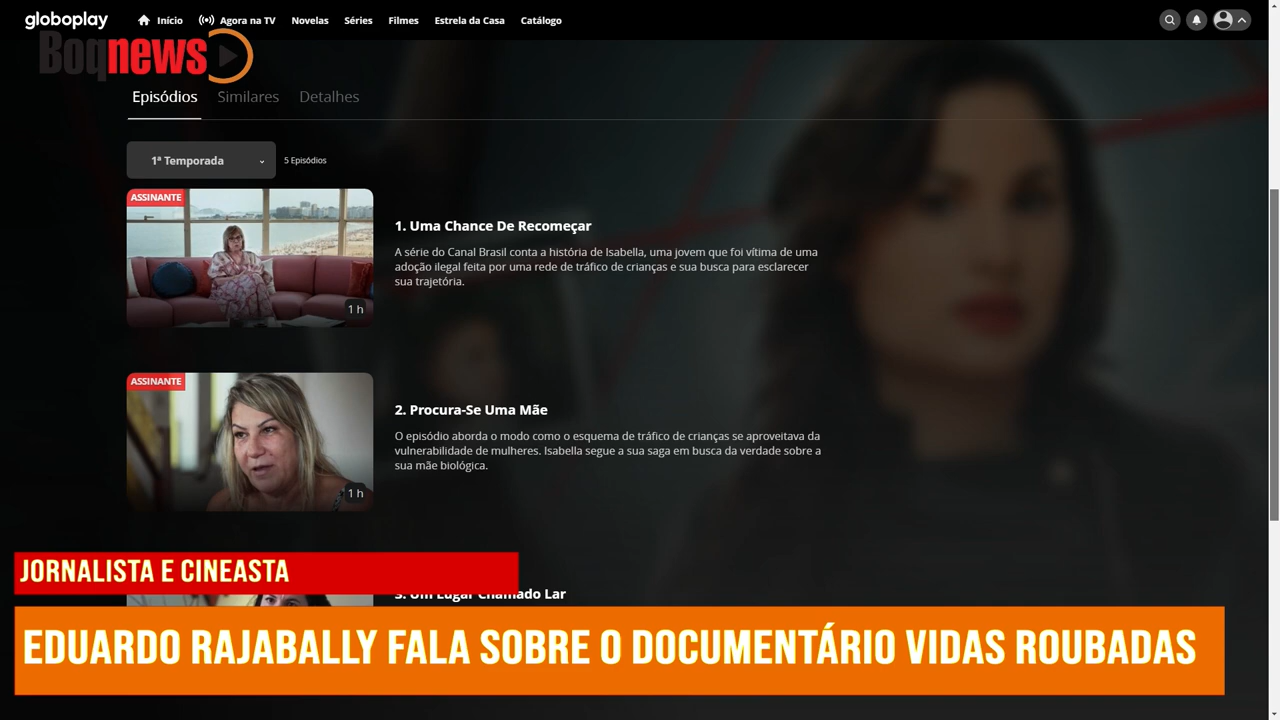 globoplay
Início
Agora na TV
Novelas
Séries
Filmes
Estrela da Casa
Catálogo
Boqnews
Episódios
Similares
Detalhes
1ª Temporada
5 Episódios
ASSINANTE
1 h
1. Uma Chance De Recomeçar
A série do Canal Brasil conta a história de Isabella, uma jovem que foi vítima de uma
adoção ilegal feita por uma rede de tráfico de crianças e sua busca para esclarecer
sua trajetória.
ASSINANTE
1 h
2. Procura-Se Uma Mãe
O episódio aborda o modo como o esquema de tráfico de crianças se aproveitava da
vulnerabilidade de mulheres. Isabella segue a sua saga em busca da verdade sobre a
sua mãe biológica.
JORNALISTA E CINEASTA
3. Um Lugar Chamado Lar
EDUARDO RAJABALLY FALA SOBRE O DOCUMENTÁRIO VIDAS ROUBADAS